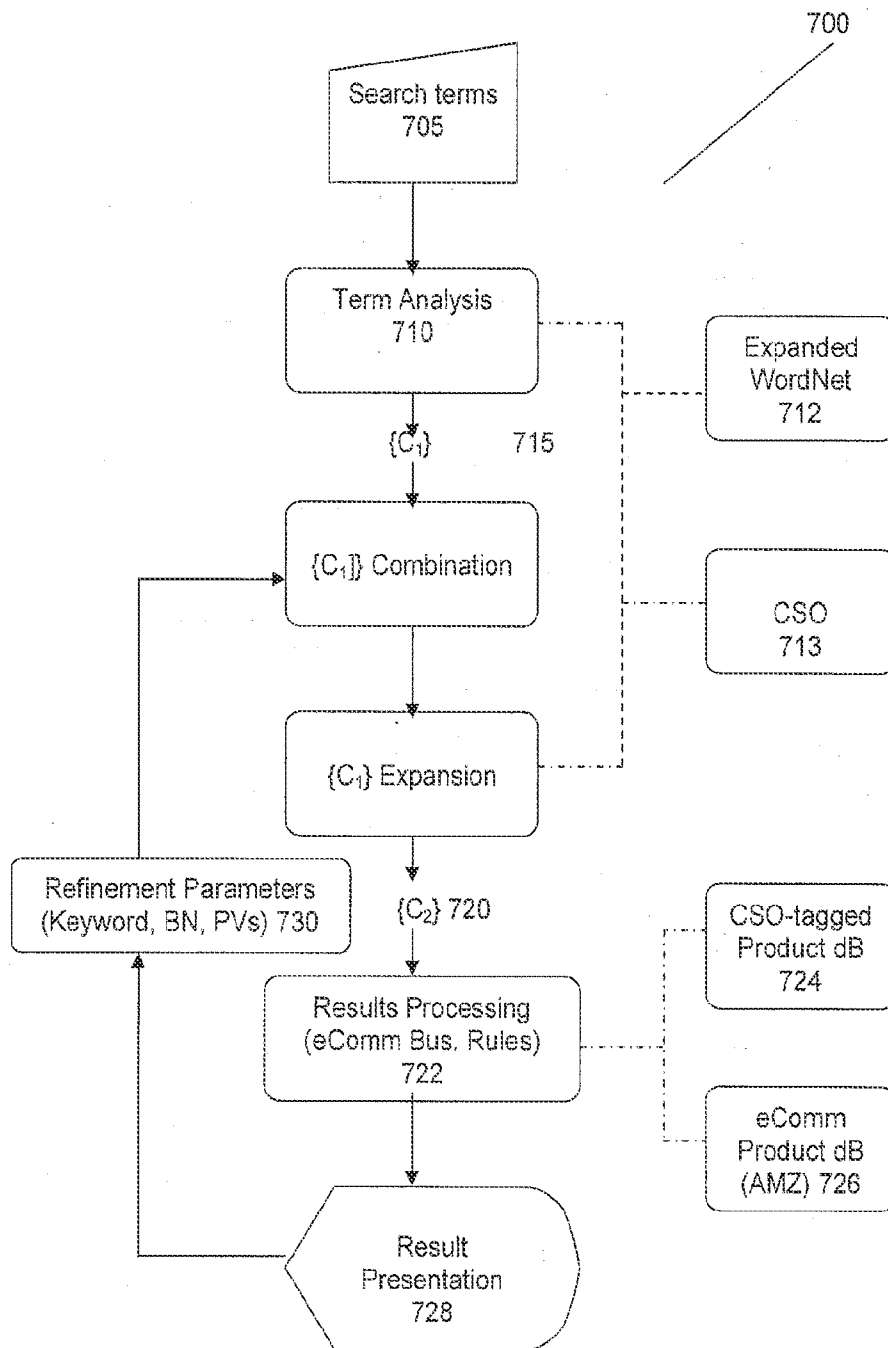 700
Search terms
705
Term Analysis
710
Expanded
WordNet
712
{C₁}
715
{C₁]} Combination
CSO
713
{C₁} Expansion
Refinement Parameters
(Keyword, BN, PVs) 730
{C₂} 720
CSO-tagged
Product dB
724
Results Processing
(eComm Bus. Rules)
722
eComm
Product dB
(AMZ) 726
Result
Presentation
728